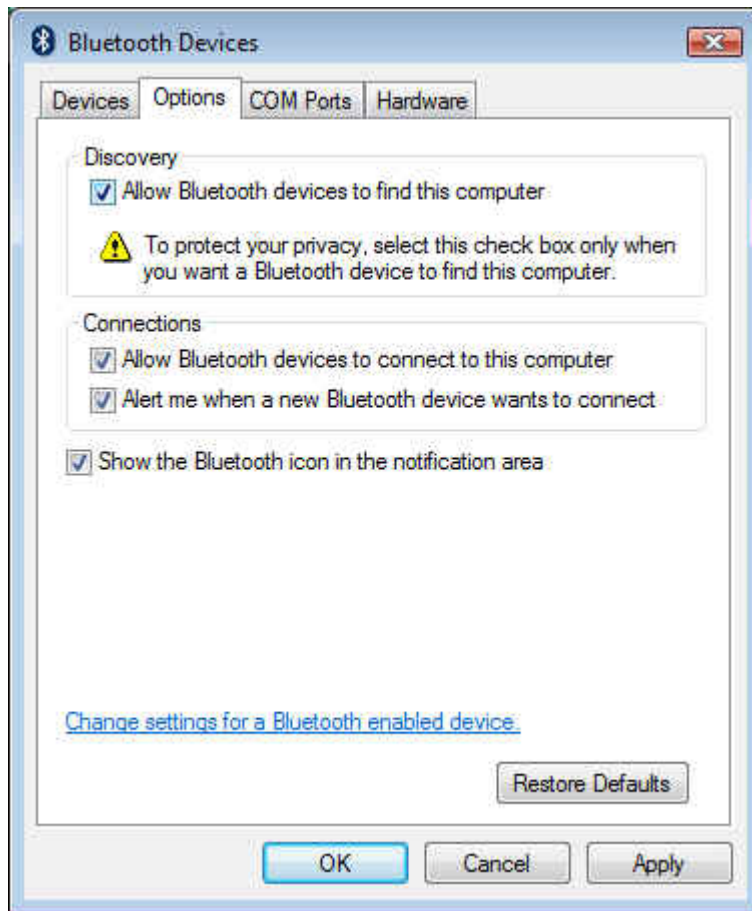 Bluetooth Devices
Devices Options COM Ports Hardware
Discovery
Allow Bluetooth devices to find this computer
To protect your privacy, select this check box only when
you want a Bluetooth device to find this computer.
Connections
Allow Bluetooth devices to connect to this computer
Alert me when a new Bluetooth device wants to connect
Show the Bluetooth icon in the notification area
Change settings for a Bluetooth enabled device.
Restore Defaults
OK Cancel Apply